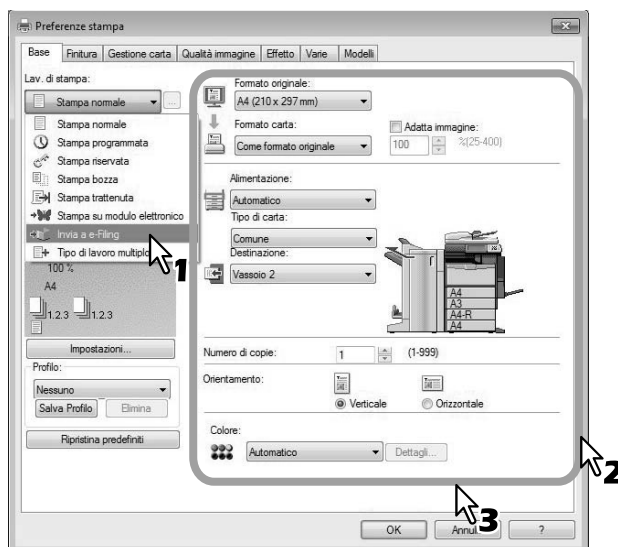 Preferenze stampa
Base Finitura Gestione carta Qualità immagine Effetto Varie Modelli
Lav. di stampa:
Stampa normale ...
Stampa normale
Stampa programmata
Stampa riservata
Stampa bozza
Stampa trattenuta
Stampa su modulo elettronico
Invia a e-Filing
Tipo di lavoro multiplo
1
100 %
A4
1.2.3 1.2.3
Impostazioni...
Profilo:
Nessuno
Salva Profilo Elimina
Ripristina predefiniti
Formato originale:
A4 (210 x 297 mm)
Formato carta:
Come formato originale
Adatta immagine:
100 %(25-400)
Alimentazione:
Automatico
Tipo di carta:
Comune
Destinazione:
Vassoio 2
A4
A3
A4-R
A4
Numero di copie: 1 (1-999)
Orientamento:
Verticale Orizzontale
Colore:
Automatico Dettagli...
2
3
OK ?